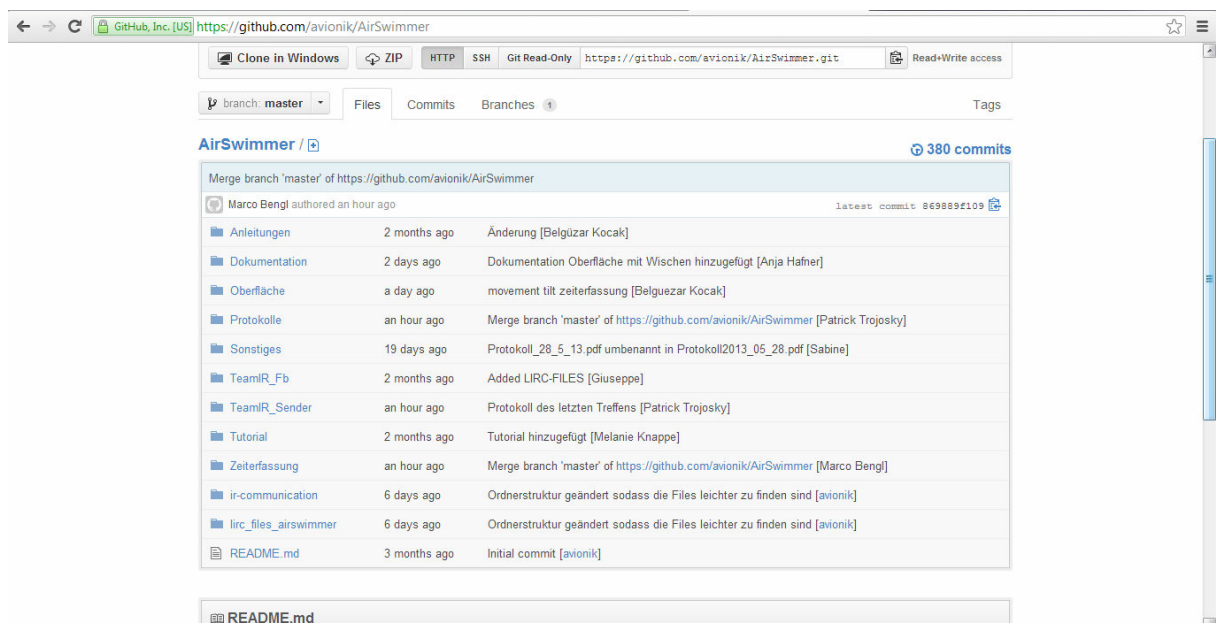 GitHub, Inc. [US] https://github.com/avionik/AirSwimmer
Clone in Windows ZIP HTTP SSH Git Read-Only https://github.com/avionik/AirSwimmer.git Read+Write access
branch: master Files Commits Branches 1 Tags
AirSwimmer / 380 commits
Merge branch 'master' of https://github.com/avionik/AirSwimmer
Marco Bengl authored an hour ago latest commit 869889f109
Anleitungen 2 months ago Änderung [Belgüzar Kocak]
Dokumentation 2 days ago Dokumentation Oberfläche mit Wischen hinzugefügt [Anja Hafner]
Oberfläche a day ago movement tilt zeiterfassung [Belguezar Kocak]
Protokolle an hour ago Merge branch 'master' of https://github.com/avionik/AirSwimmer [Patrick Trojosky]
Sonstiges 19 days ago Protokoll_28_5_13.pdf umbenannt in Protokoll2013_05_28.pdf [Sabine]
TeamIR_Fb 2 months ago Added LIRC-FILES [Giuseppe]
TeamIR_Sender an hour ago Protokoll des letzten Treffens [Patrick Trojosky]
Tutorial 2 months ago Tutorial hinzugefügt [Melanie Knappe]
Zeiterfassung an hour ago Merge branch 'master' of https://github.com/avionik/AirSwimmer [Marco Bengl]
ir-communication 6 days ago Ordnerstruktur geändert sodass die Files leichter zu finden sind [avionik]
lirc_files_airswimmer 6 days ago Ordnerstruktur geändert sodass die Files leichter zu finden sind [avionik]
README.md 3 months ago Initial commit [avionik]
README.md